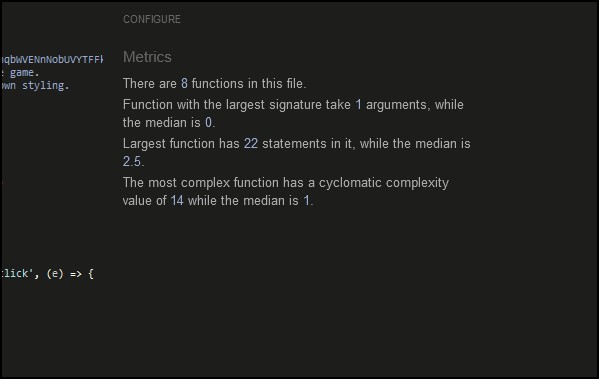 CONFIGURE
nqbWVENnNobUVYTFF
Metrics
There are 8 functions in this file.
game.
own styling.
Function with the largest signature take 1 arguments, while
the median is 0.
Largest function has 22 statements in it, while the median is
2.5.
The most complex function has a cyclomatic complexity
value of 14 while the median is 1.
click', (e) => {